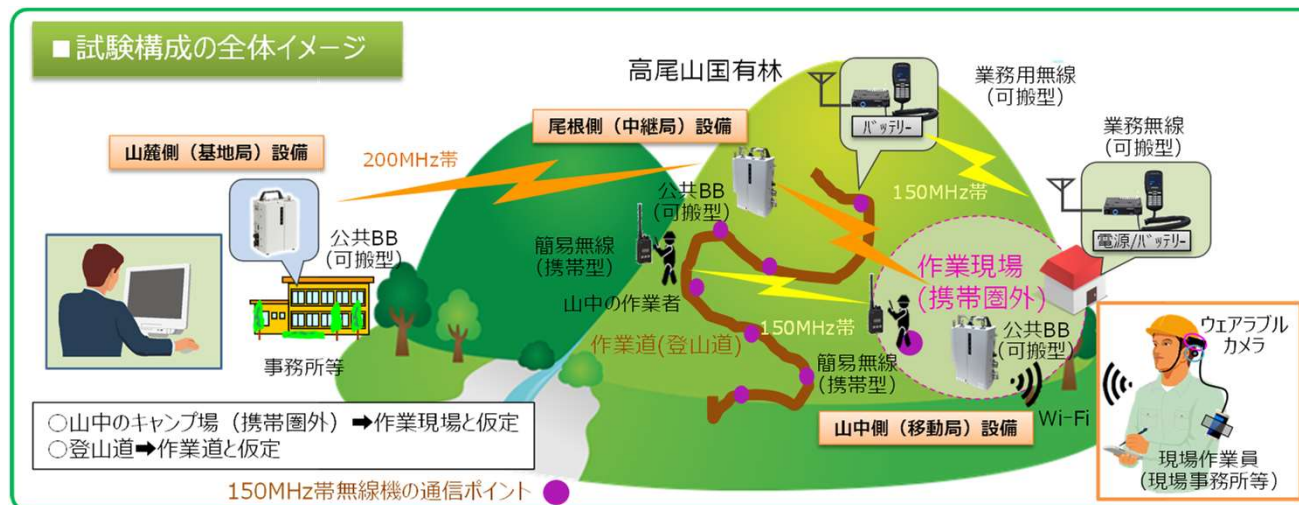 ■試験構成の全体イメージ
高尾山国有林
業務用無線
(可搬型)
バッテリー
業務無線
(可搬型)
電源/バッテリー
山麓側（基地局）設備
200MHz帯
尾根側（中継局）設備
150MHz帯
公共BB
(可搬型)
公共BB
(可搬型)
簡易無線
(携帯型)
山中の作業者
作業現場
(携帯圏外)
150MHz帯
作業道(登山道)
簡易無線
(携帯型)
公共BB
(可搬型)
ウェアラブル
カメラ
事務所等
Wi-Fi
山中側（移動局）設備
○山中のキャンプ場（携帯圏外）➡作業現場と仮定
○登山道➡作業道と仮定
現場作業員
（現場事務所等）
150MHz帯無線機の通信ポイント